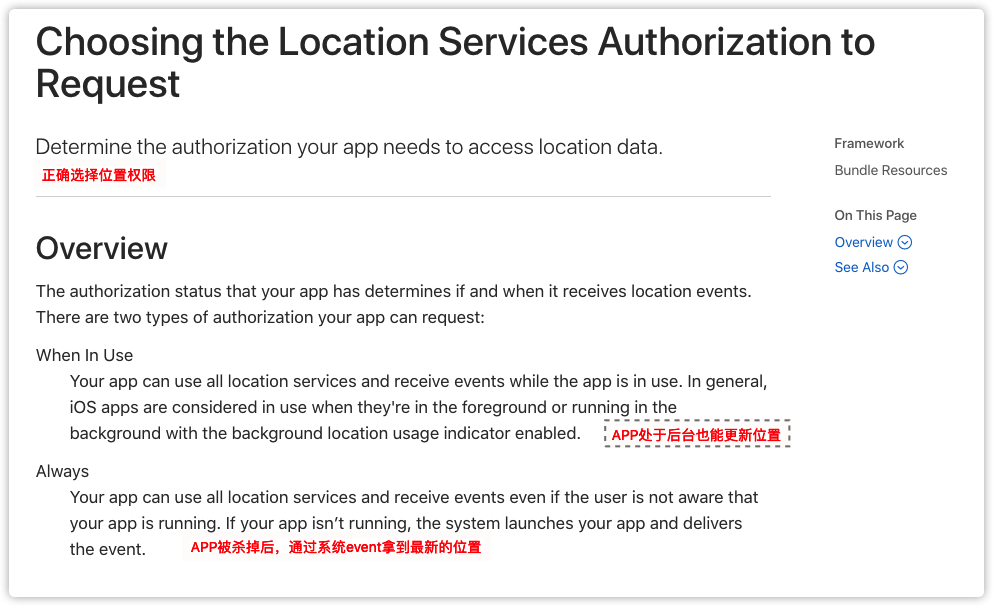 Choosing the Location Services Authorization to
Request
Determine the authorization your app needs to access location data.
正确选择位置权限
Framework
Bundle Resources
On This Page
Overview
See Also
Overview
The authorization status that your app has determines if and when it receives location events.
There are two types of authorization your app can request:
When In Use
Your app can use all location services and receive events while the app is in use. In general,
iOS apps are considered in use when they're in the foreground or running in the
background with the background location usage indicator enabled.
APP处于后台也能更新位置
Always
Your app can use all location services and receive events even if the user is not aware that
your app is running. If your app isn’t running, the system launches your app and delivers
the event.
APP被杀掉后，通过系统event拿到最新的位置